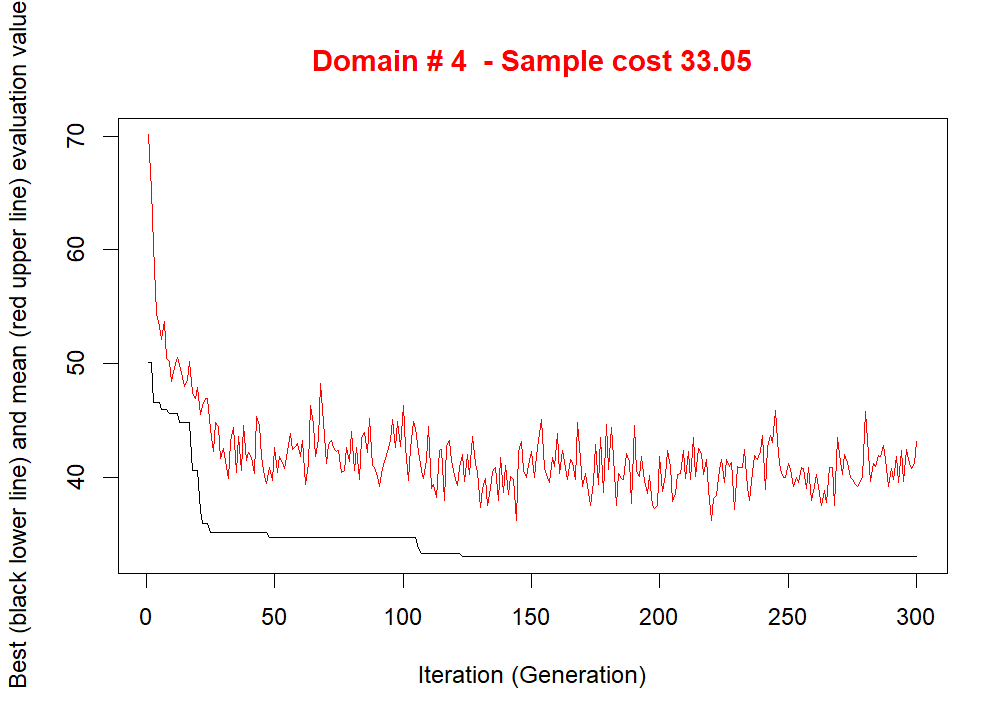 Domain # 4  - Sample cost 33.05
Best (black lower line) and mean (red upper line) evaluation value
70
60
50
40
0 50 100 150 200 250 300
Iteration (Generation)